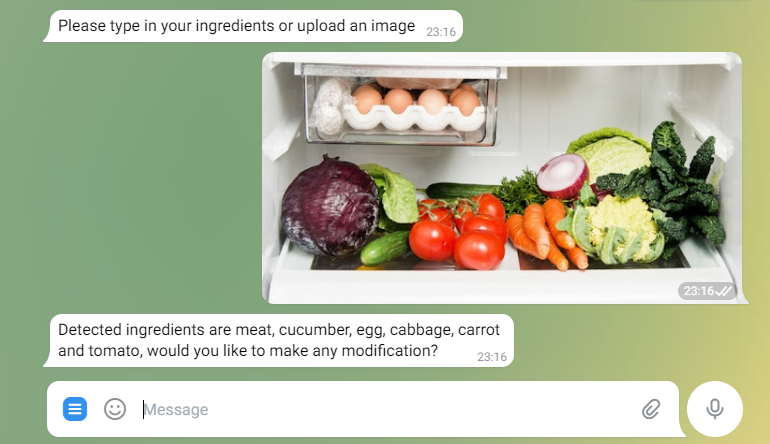 Please type in your ingredients or upload an image
23:16
23:16
Detected ingredients are meat, cucumber, egg, cabbage, carrot
and tomato, would you like to make any modification?
23:16
Message